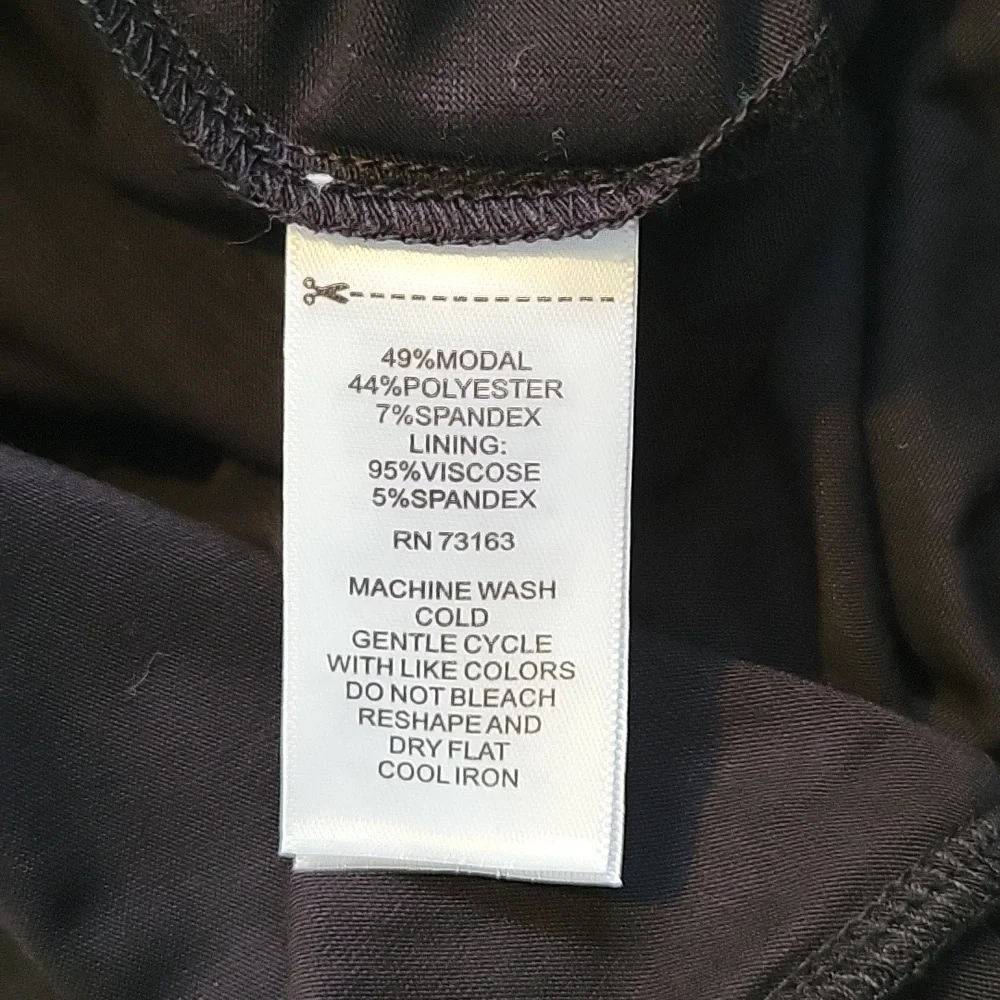 49%MODAL
44%POLYESTER
7%SPANDEX
LINING:
95%VISCOSE
5%SPANDEX
RN 73163
MACHINE WASH
COLD
GENTLE CYCLE
WITH LIKE COLORS
DO NOT BLEACH
RESHAPE AND
DRY FLAT
COOL IRON